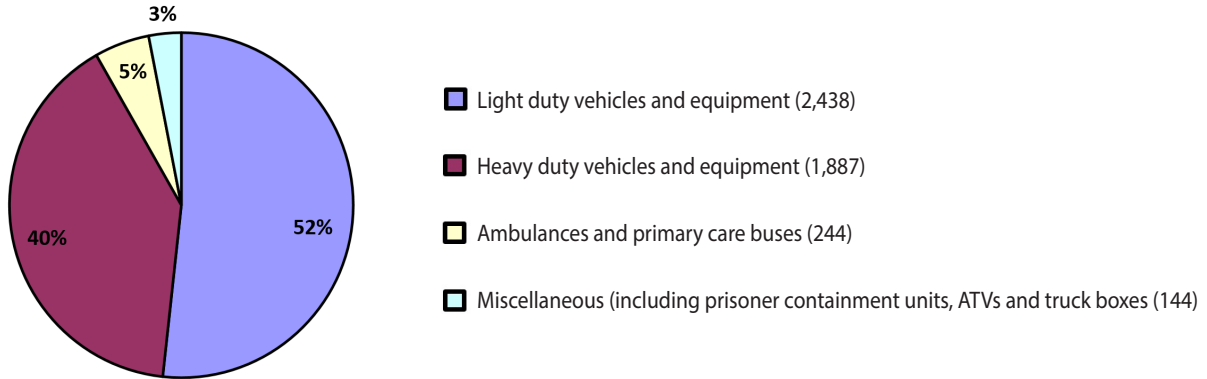 3%
5%
40%
52%
Light duty vehicles and equipment (2,438)
Heavy duty vehicles and equipment (1,887)
Ambulances and primary care buses (244)
Miscellaneous (including prisoner containment units, ATVs and truck boxes (144)